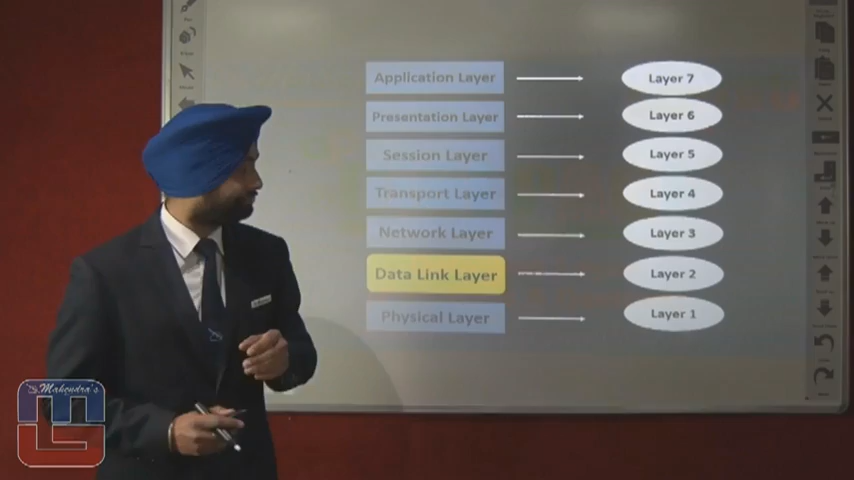 Application Layer Layer 7
Presentation Layer Layer 6
Session Layer Layer 5
Transport Layer Layer 4
Network Layer Layer 3
Data Link Layer Layer 2
Physical Layer Layer 1
Mahendra's